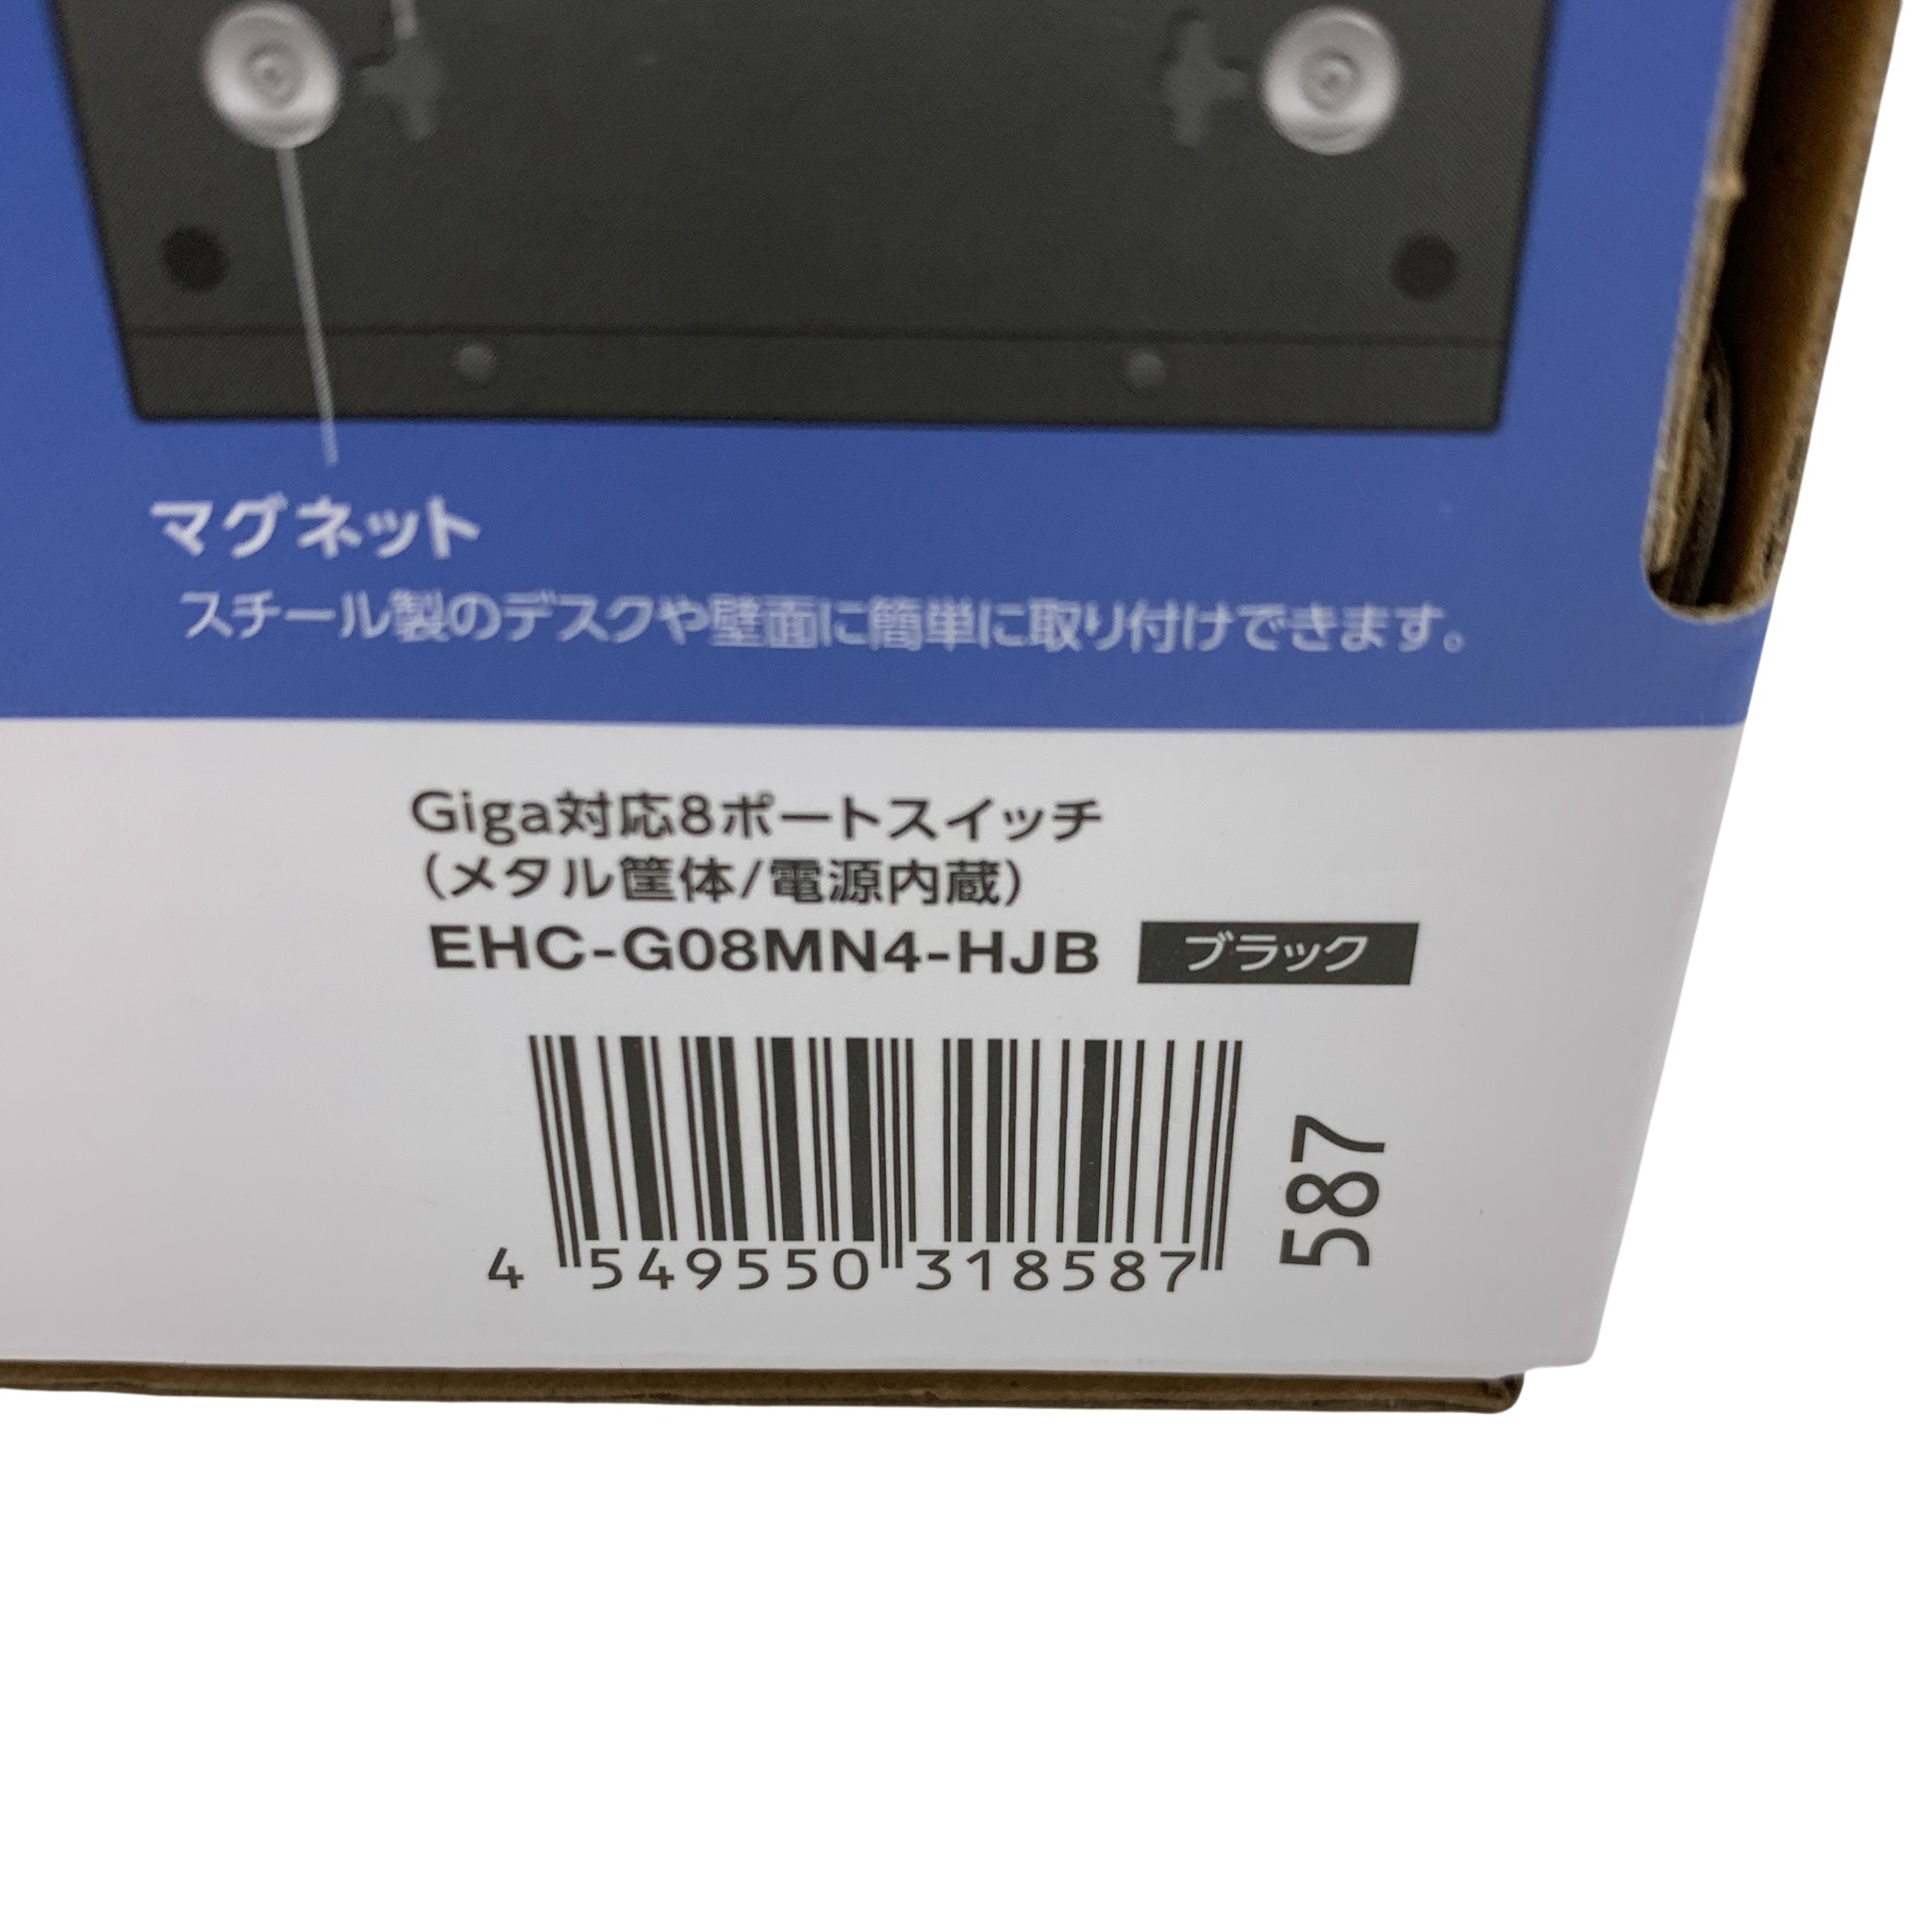 マグネット
スチール製のデスクや壁面に簡単に取り付けできます。
Giga対応8ポートスイッチ
（メタル筐体/電源内蔵）
EHC-G08MN4-HJB ブラック
4 549550 318587
587